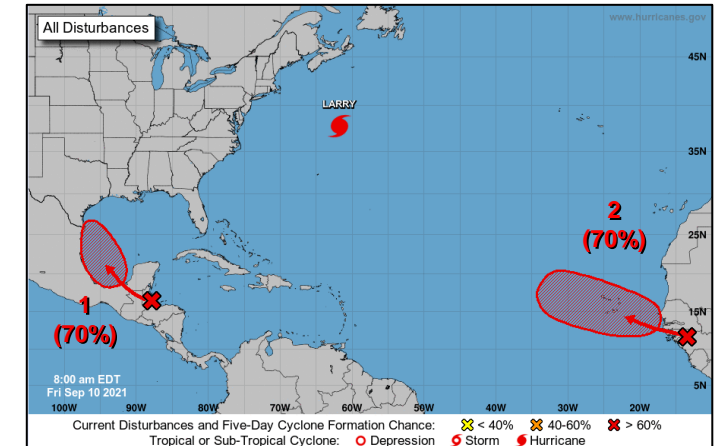 www.hurricanes.gov
All Disturbances
45N
LARRY
35N
2
(70%)
25N
1
(70%)
15N
8:00 am EDT
Fri Sep 10 2021
5N
100W 90W 80W 70W 60W 50W 40W 30W 20W
Current Disturbances and Five-Day Cyclone Formation Chance: < 40% 40-60% > 60%
Tropical or Sub-Tropical Cyclone: Depression Storm Hurricane